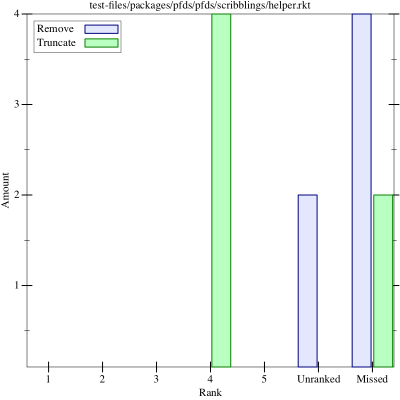 test-files/packages/pfds/pfds/scribblings/helper.rkt
Remove
Truncate
4
3
2
1
Amount
1 2 3 4 5 Unranked Missed
Rank